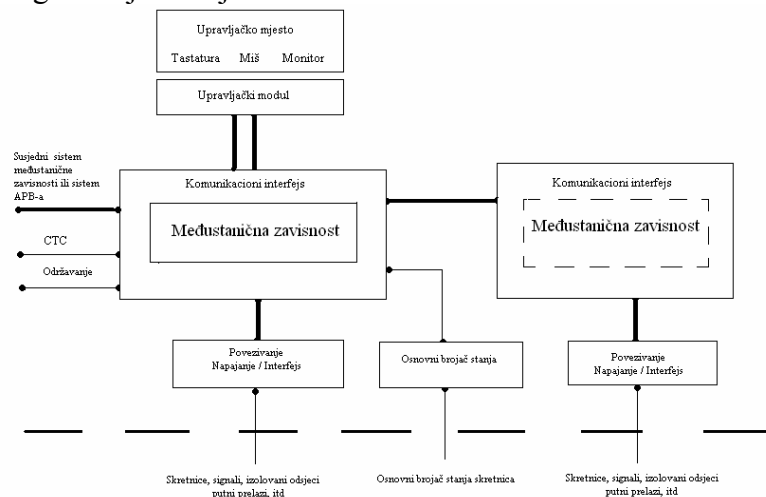 Upravljačko mjesto
Tastatura Miš Monitor
Upravljački modul
Susjedni sistem
međustanične
zavisnosti ili sistem
APB-a
Komunikacioni interfejs
Komunikacioni interfejs
Međustanična zavisnost
Međustanična zavisnost
CTC
Održavanje
Povezivanje
Napajanje / Interfejs
Osnovni brojač stanja
Povezivanje
Napajanje / Interfejs
Skretnice, signali, izolovani odsjeci
putni prelazi, itd
Osnovni brojač stanja skretnica
Skretnice, signali, izolovani odsjeci
putni prelazi, itd